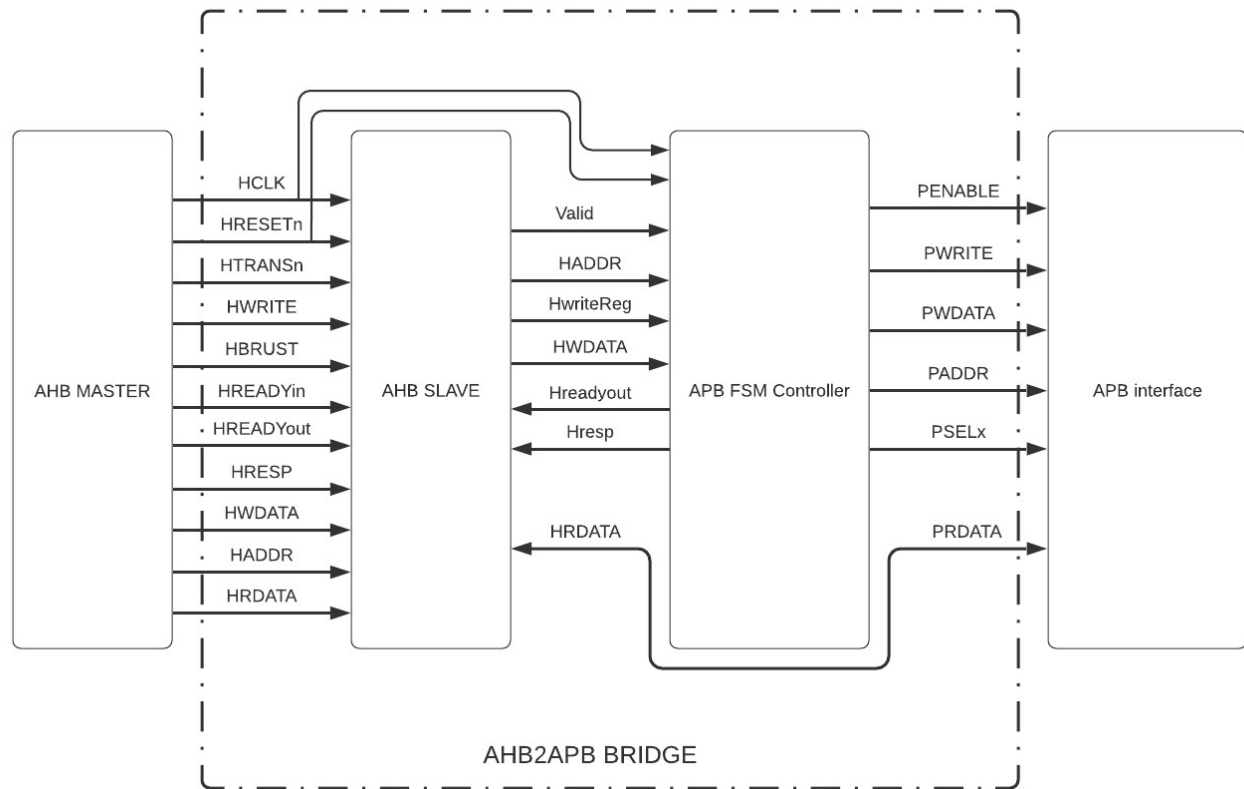 AHB MASTER
HCLK
HRESETn
HTRANSn
HWRITE
HBRUST
HREADYin
HREADYout
HRESP
HWDATA
HADDR
HRDATA
AHB SLAVE
Valid
HADDR
HwriteReg
HWDATA
Hreadyout
Hresp
HRDATA
APB FSM Controller
PENABLE
PWRITE
PWDATA
PADDR
PSELx
PRDATA
APB interface
AHB2APB BRIDGE